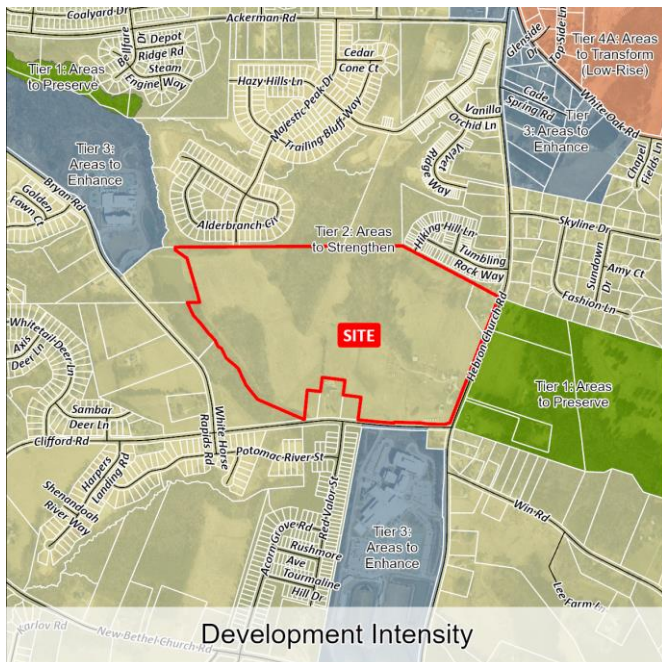 Coalyard Dr
Ackerman Rd
Bellfare
Dr
Depot
Ridge Rd
Steam
Engine Way
Tier 1: Areas
to Preserve
Cedar
Cone Ct
Hazy Hills Ln
Majestic Peak Dr
Trailing Bluff Way
Vanilla
Orchid Ln
Velvet
Ridge Way
Glenside
Dr
Top Side Ln
Tier 4A: Areas
to Transform
(Low-Rise)
White Oak Rd
Cade
Spring Rd
Tier
3: Areas to
Enhance
Chapel
Fields Ln
Tier 3:
Areas to
Enhance
Bryan Rd
Golden
Fawn Ct
Alderbranch Cir
Tier 2: Areas
to Strengthen
Hiking Hill Ln
Tumbling
Rock Way
Skyline Dr
Sundown
Dr
Amy Ct
Fashion Ln
Hebron Church Rd
SITE
Tier 1: Areas
to Preserve
Whitetail Deer Ln
Axis
Deer Ln
Sambar
Deer Ln
Clifford Rd
White Horse
Rapids Rd
Harpers
Landing Rd
Potomac River St
Shenandoah
River Way
Red Valor St
Acorn Grove Rd
Rushmore
Ave
Tourmaline
Hill Dr
Tier 3:
Areas to
Enhance
Win Rd
Lee Farm Ln
Karlov Rd
New Bethel Church Rd
Development Intensity